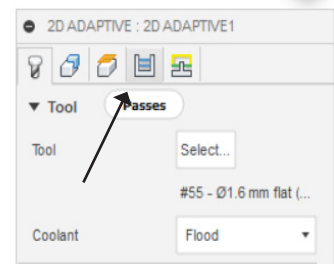 2D ADAPTIVE : 2D ADAPTIVE1
Tool Passes
Tool Select...
#55 - Ø1.6 mm flat (...
Coolant Flood